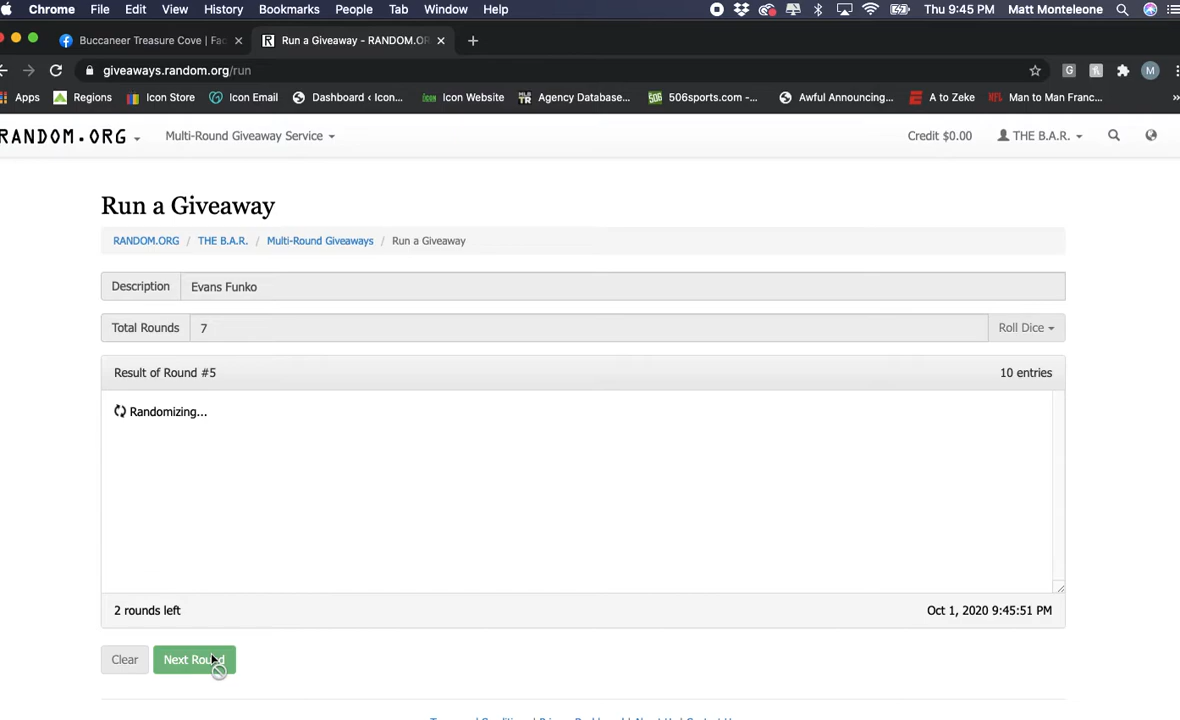 Chrome File Edit View History Bookmarks People Tab Window Help Thu 9:45 PM Matt Monteleone
Buccaneer Treasure Cove | Fac Run a Giveaway - RANDOM.OR
giveaways.random.org/run G M
Apps Regions Icon Store Icon Email Dashboard ‹ Icon... Icon Website Agency Database... 506sports.com -... Awful Announcing... A to Zeke Man to Man Franc... »
RANDOM.ORG Multi-Round Giveaway Service Credit $0.00 THE B.A.R.
Run a Giveaway
RANDOM.ORG / THE B.A.R. / Multi-Round Giveaways / Run a Giveaway
Description Evans Funko
Total Rounds 7 Roll Dice
Result of Round #5 10 entries
Randomizing...
2 rounds left Oct 1, 2020 9:45:51 PM
Clear Next Round